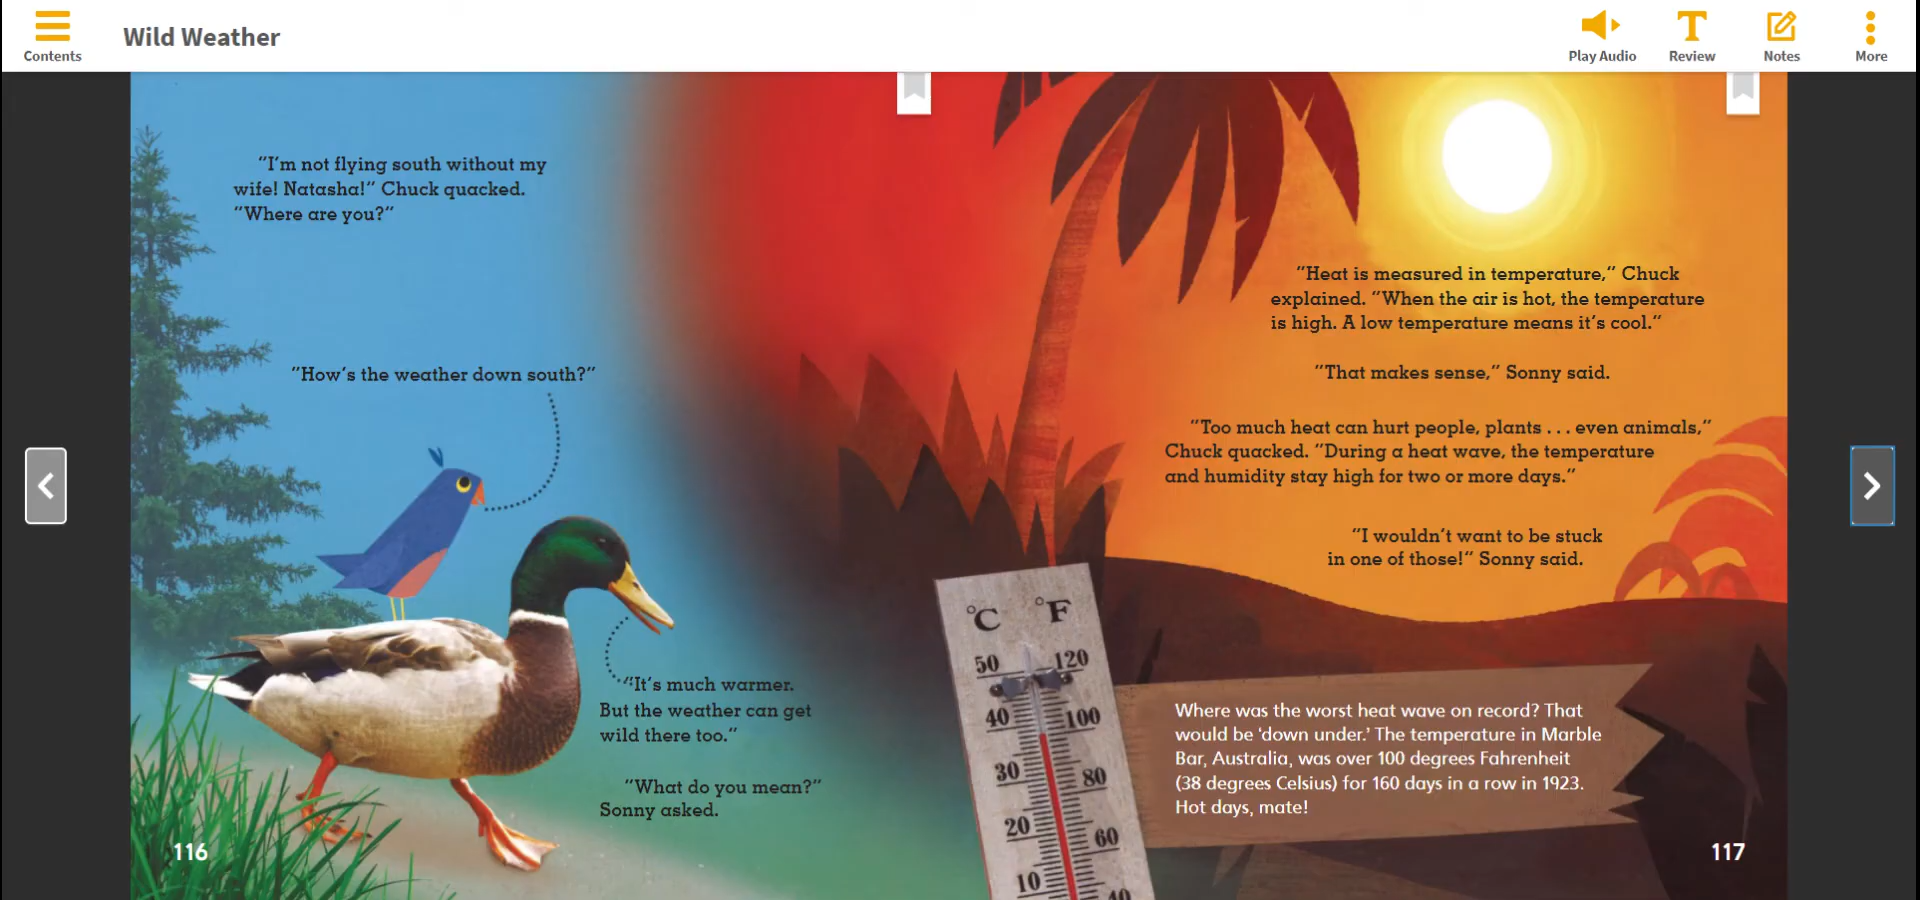 Contents
Wild Weather
Play Audio
Review
Notes
More
“I’m not flying south without my
wife! Natasha!” Chuck quacked.
“Where are you?”
“How’s the weather down south?”
“It’s much warmer.
But the weather can get
wild there too.”
“What do you mean?”
Sonny asked.
116
“Heat is measured in temperature,” Chuck
explained. “When the air is hot, the temperature
is high. A low temperature means it’s cool.”
“That makes sense,” Sonny said.
“Too much heat can hurt people, plants . . . even animals,”
Chuck quacked. “During a heat wave, the temperature
and humidity stay high for two or more days.”
“I wouldn’t want to be stuck
in one of those!” Sonny said.
°C °F
50 120
40 100
30 80
20 60
10 40
Where was the worst heat wave on record? That
would be ‘down under.’ The temperature in Marble
Bar, Australia, was over 100 degrees Fahrenheit
(38 degrees Celsius) for 160 days in a row in 1923.
Hot days, mate!
117